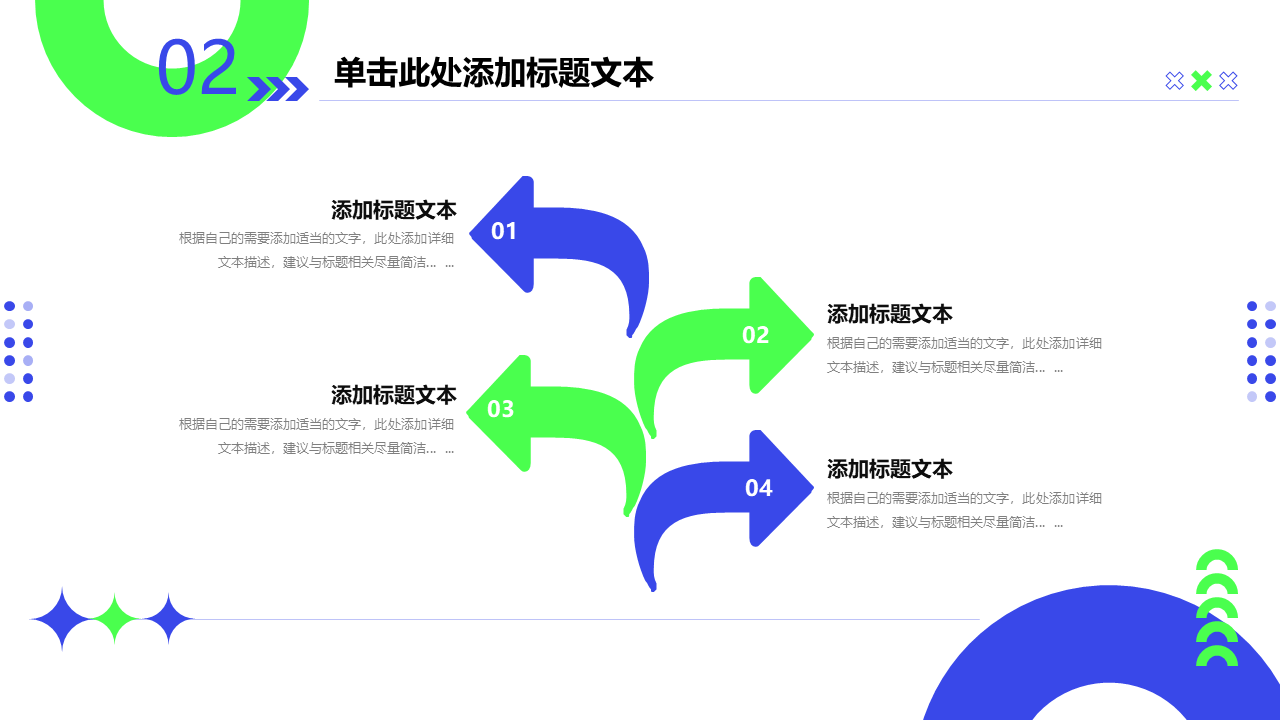 02
单击此处添加标题文本
添加标题文本
根据自己的需要添加适当的文字，此处添加详细
文本描述，建议与标题相关尽量简洁... ...
01
添加标题文本
根据自己的需要添加适当的文字，此处添加详细
文本描述，建议与标题相关尽量简洁... ...
02
添加标题文本
根据自己的需要添加适当的文字，此处添加详细
文本描述，建议与标题相关尽量简洁... ...
03
添加标题文本
根据自己的需要添加适当的文字，此处添加详细
文本描述，建议与标题相关尽量简洁... ...
04